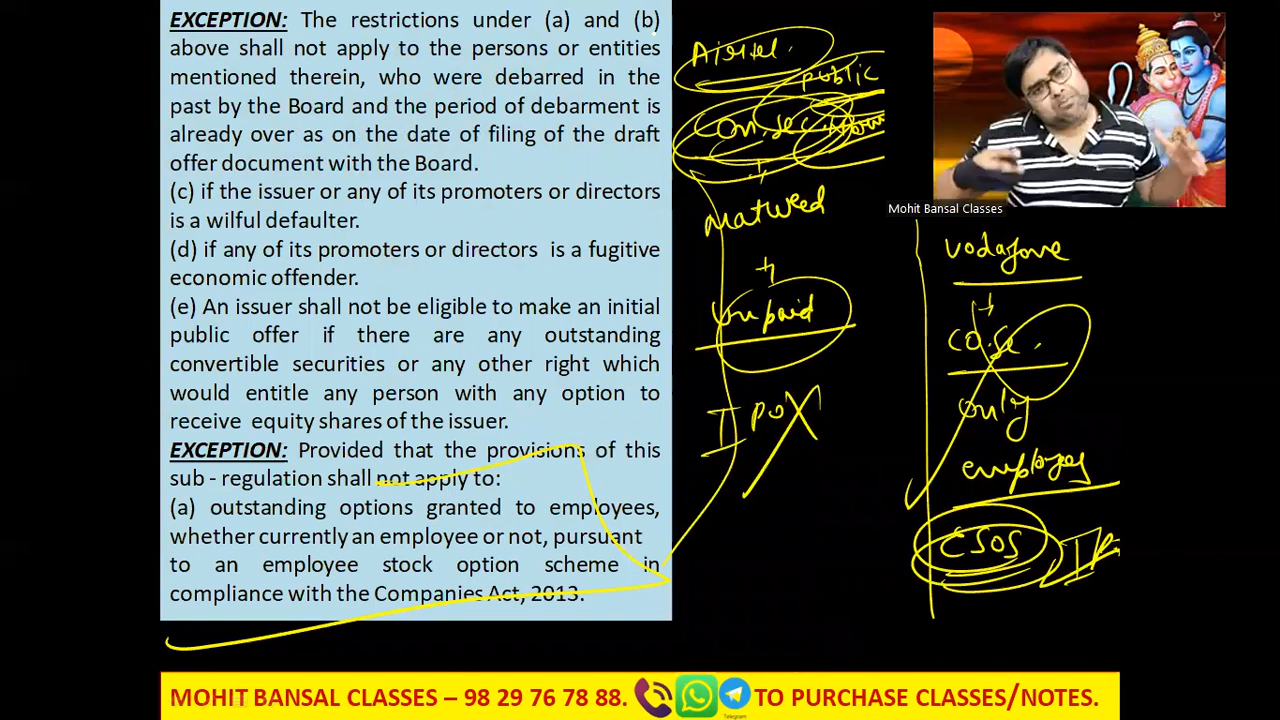 EXCEPTION: The restrictions under (a) and (b)
above shall not apply to the persons or entities
mentioned therein, who were debarred in the
past by the Board and the period of debarment is
already over as on the date of filing of the draft
offer document with the Board.
(c) if the issuer or any of its promoters or directors
is a wilful defaulter.
(d) if any of its promoters or directors is a fugitive
economic offender.
(e) An issuer shall not be eligible to make an initial
public offer if there are any outstanding
convertible securities or any other right which
would entitle any person with any option to
receive equity shares of the issuer.
EXCEPTION: Provided that the provisions of this
sub - regulation shall not apply to:
(a) outstanding options granted to employees,
whether currently an employee or not, pursuant
to an employee stock option scheme in
compliance with the Companies Act, 2013.
Airtel.
public
Con. sec.
+
matured
+
unpaid
IPO X
Mohit Bansal Classes
vodafone
+
co. se.
only
employees
ESOS
MOHIT BANSAL CLASSES – 98 29 76 78 88. TO PURCHASE CLASSES/NOTES.
Telegram